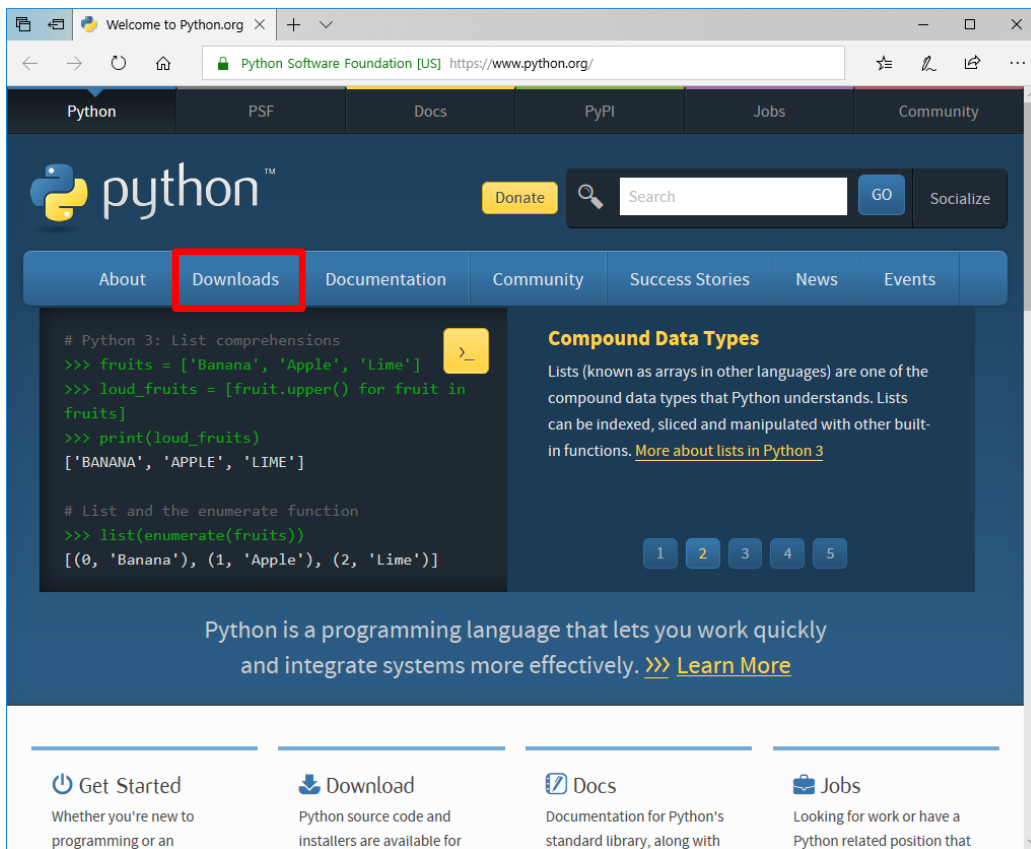 Welcome to Python.org
Python Software Foundation [US] https://www.python.org/
Python PSF Docs PyPI Jobs Community
python™
Donate Search GO Socialize
About Downloads Documentation Community Success Stories News Events
# Python 3: List comprehensions
>>> fruits = ['Banana', 'Apple', 'Lime']
>>> loud_fruits = [fruit.upper() for fruit in
fruits]
>>> print(loud_fruits)
['BANANA', 'APPLE', 'LIME']
# List and the enumerate function
>>> list(enumerate(fruits))
[(0, 'Banana'), (1, 'Apple'), (2, 'Lime')]
>_
Compound Data Types
Lists (known as arrays in other languages) are one of the
compound data types that Python understands. Lists
can be indexed, sliced and manipulated with other built-
in functions. More about lists in Python 3
1 2 3 4 5
Python is a programming language that lets you work quickly
and integrate systems more effectively. >>> Learn More
Get Started
Whether you're new to
programming or an
Download
Python source code and
installers are available for
Docs
Documentation for Python's
standard library, along with
Jobs
Looking for work or have a
Python related position that